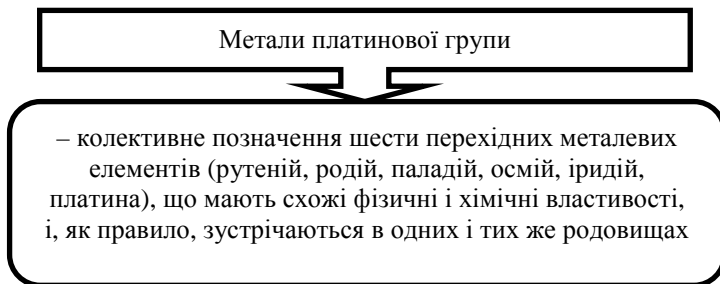 Метали платинової групи
– колективне позначення шести перехідних металевих
елементів (рутеній, родій, паладій, осмій, іридій,
платина), що мають схожі фізичні і хімічні властивості,
і, як правило, зустрічаються в одних і тих же родовищах